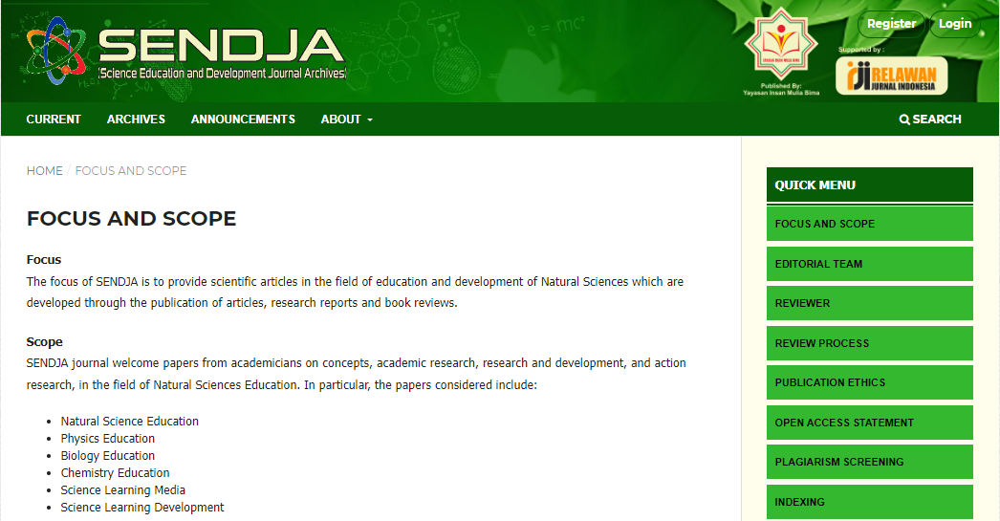 SENDJA
'Science Education and Development Journal Archives'
mc²
Published By:
Yayasan Insan Mulia Bima
Register
Login
Supported by :
RELAWAN
JURNAL INDONESIA
CURRENT
ARCHIVES
ANNOUNCEMENTS
ABOUT
SEARCH
HOME / FOCUS AND SCOPE
FOCUS AND SCOPE
Focus
The focus of SENDJA is to provide scientific articles in the field of education and development of Natural Sciences which are
developed through the publication of articles, research reports and book reviews.
Scope
SENDJA journal welcome papers from academicians on concepts, academic research, research and development, and action
research, in the field of Natural Sciences Education. In particular, the papers considered include:
• Natural Science Education
• Physics Education
• Biology Education
• Chemistry Education
• Science Learning Media
• Science Learning Development
QUICK MENU
FOCUS AND SCOPE
EDITORIAL TEAM
REVIEWER
REVIEW PROCESS
PUBLICATION ETHICS
OPEN ACCESS STATEMENT
PLAGIARISM SCREENING
INDEXING